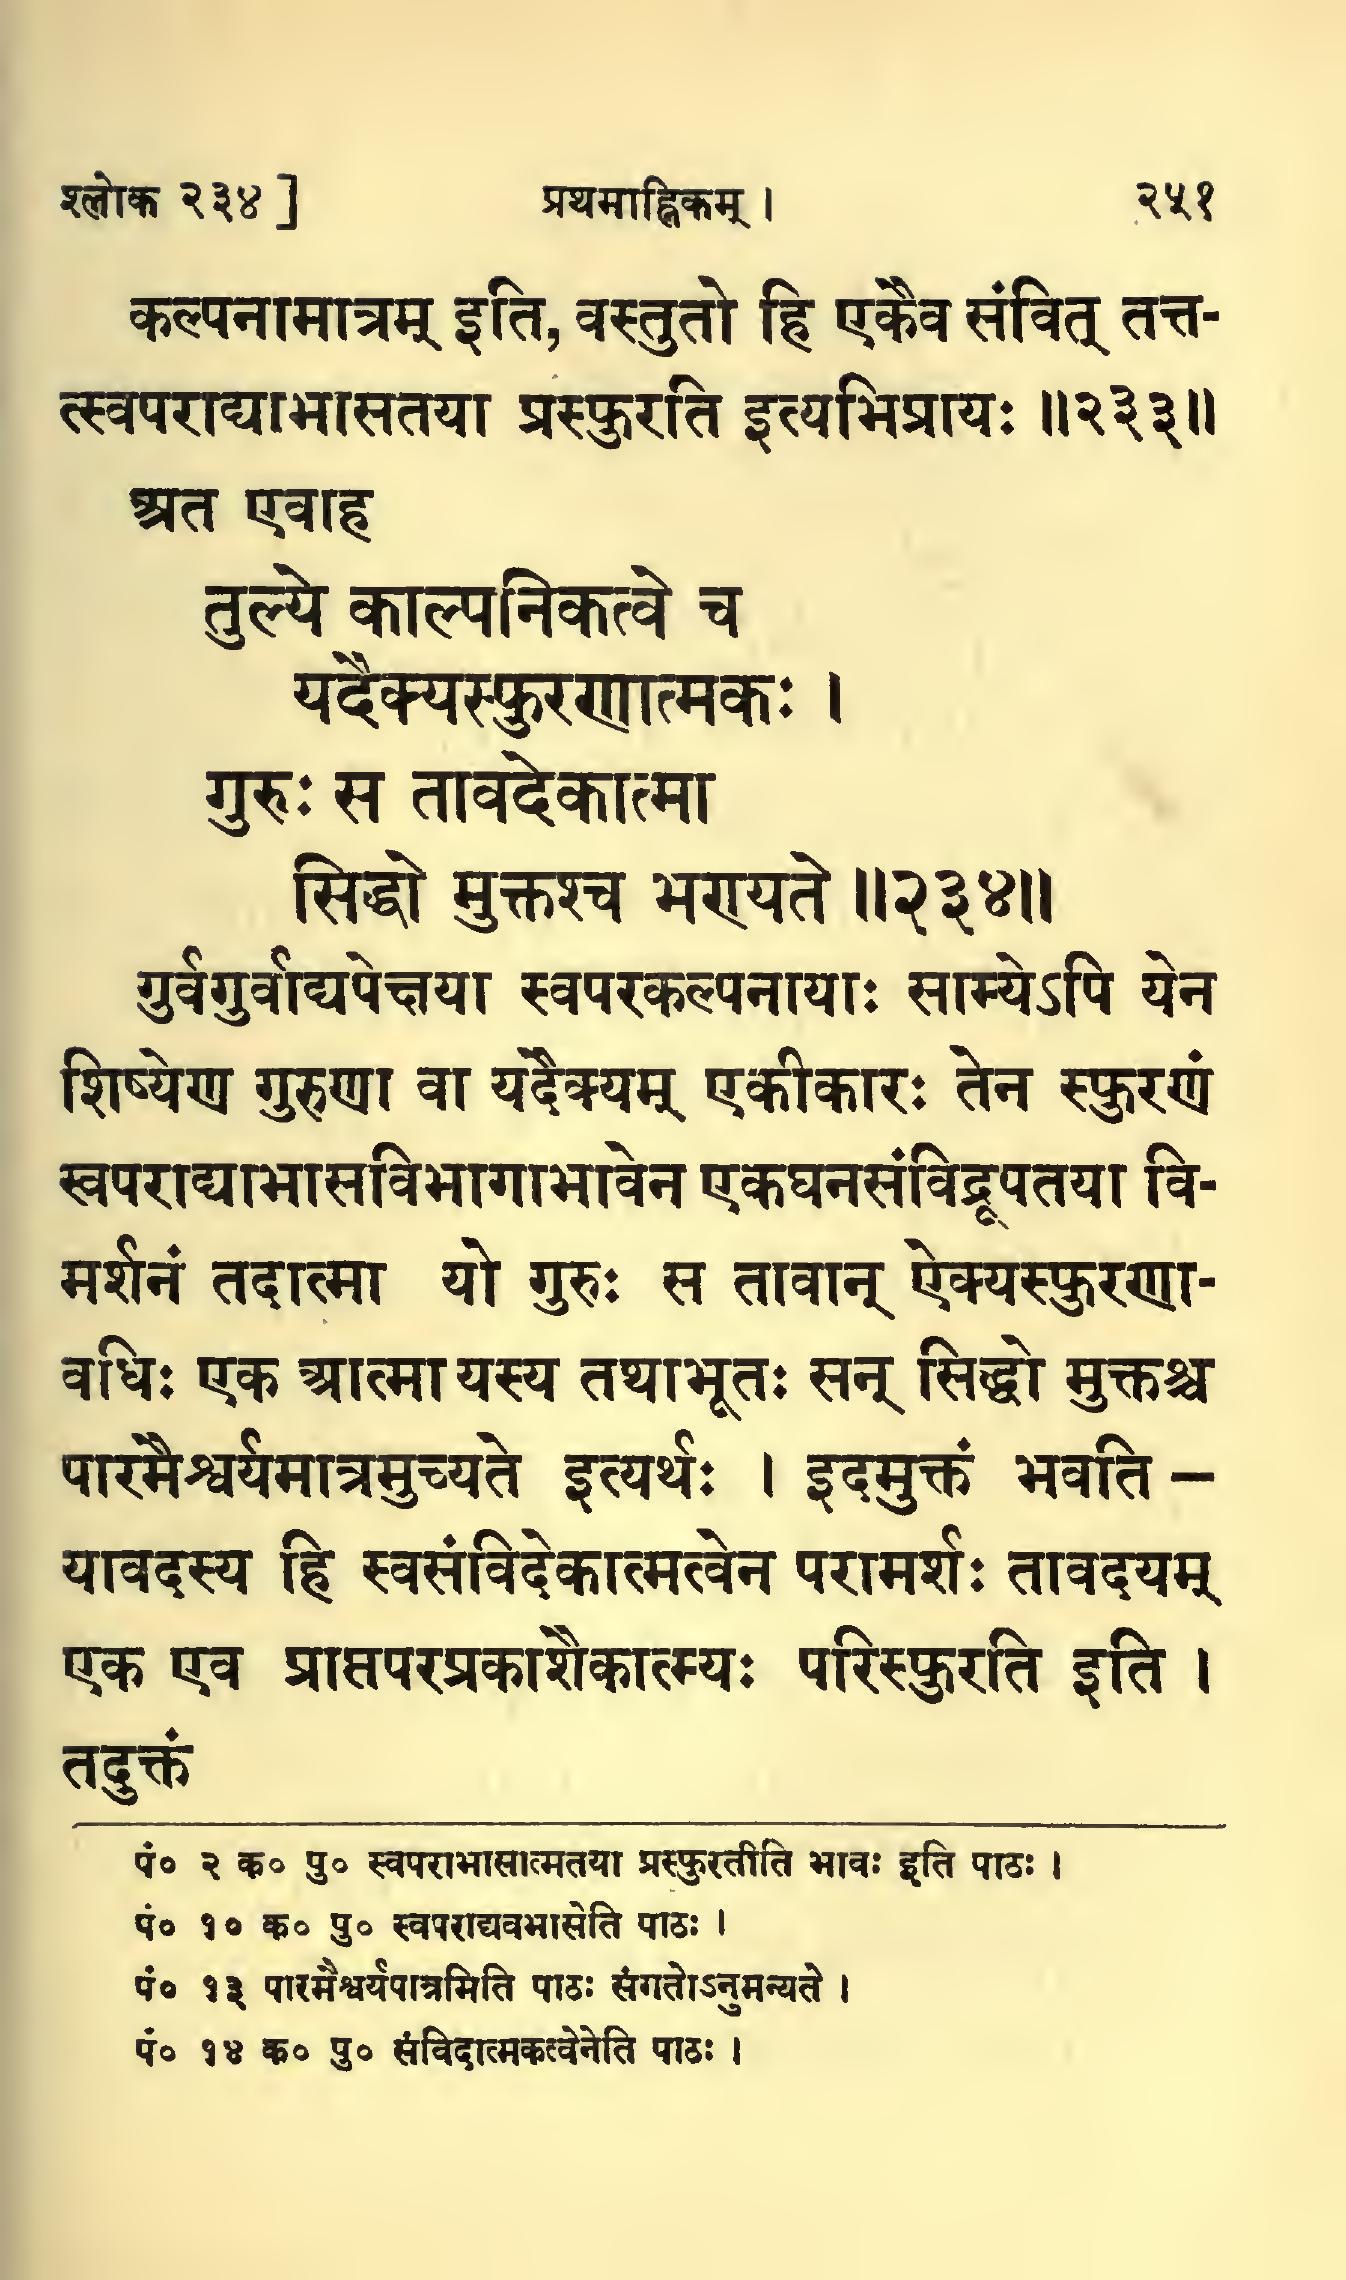 श्लोक २३४ ] प्रथमाह्निकम् । २५१
कल्पनामात्रम् इति, वस्तुतो हि एकैव संवित् तत्त-
त्स्वपराद्याभासतया प्रस्फुरति इत्यभिप्रायः ॥२३३॥
अत एवाह
तुल्ये काल्पनिकत्वे च
यदैक्यस्फुरणात्मकः ।
गुरुः स तावदेकात्मा
सिद्धो मुक्तश्च भण्यते ॥२३४॥
गुर्वगुर्वाद्यपेक्षया स्वपरकल्पनायाः साम्येऽपि येन
शिष्येण गुरुणा वा यदैक्यम् एकीकारः तेन स्फुरणं
स्वपराद्याभासविभागाभावेन एकघनसंविद्रूपतया वि-
मर्शनं तदात्मा यो गुरुः स तावान् ऐक्यस्फुरणा-
वधिः एक आत्मा यस्य तथाभूतः सन् सिद्धो मुक्तश्च
पारमैश्वर्यमात्रमुच्यते इत्यर्थः । इदमुक्तं भवति —
यावदस्य हि स्वसंविदेकात्मत्वेन परामर्शः तावदयम्
एक एव प्राप्तपरप्रकाशैकात्म्यः परिस्फुरति इति ।
तदुक्तं
पं० २ क० पु० स्वपराभासात्मतया प्रस्फुरतीति भावः इति पाठः ।
पं० १० क० पु० स्वपराद्यवभासेति पाठः ।
पं० १३ पारमैश्वर्यपात्रमिति पाठः संगतोऽनुमन्यते ।
पं० १४ क० पु० संविदात्मकत्वेनेति पाठः ।